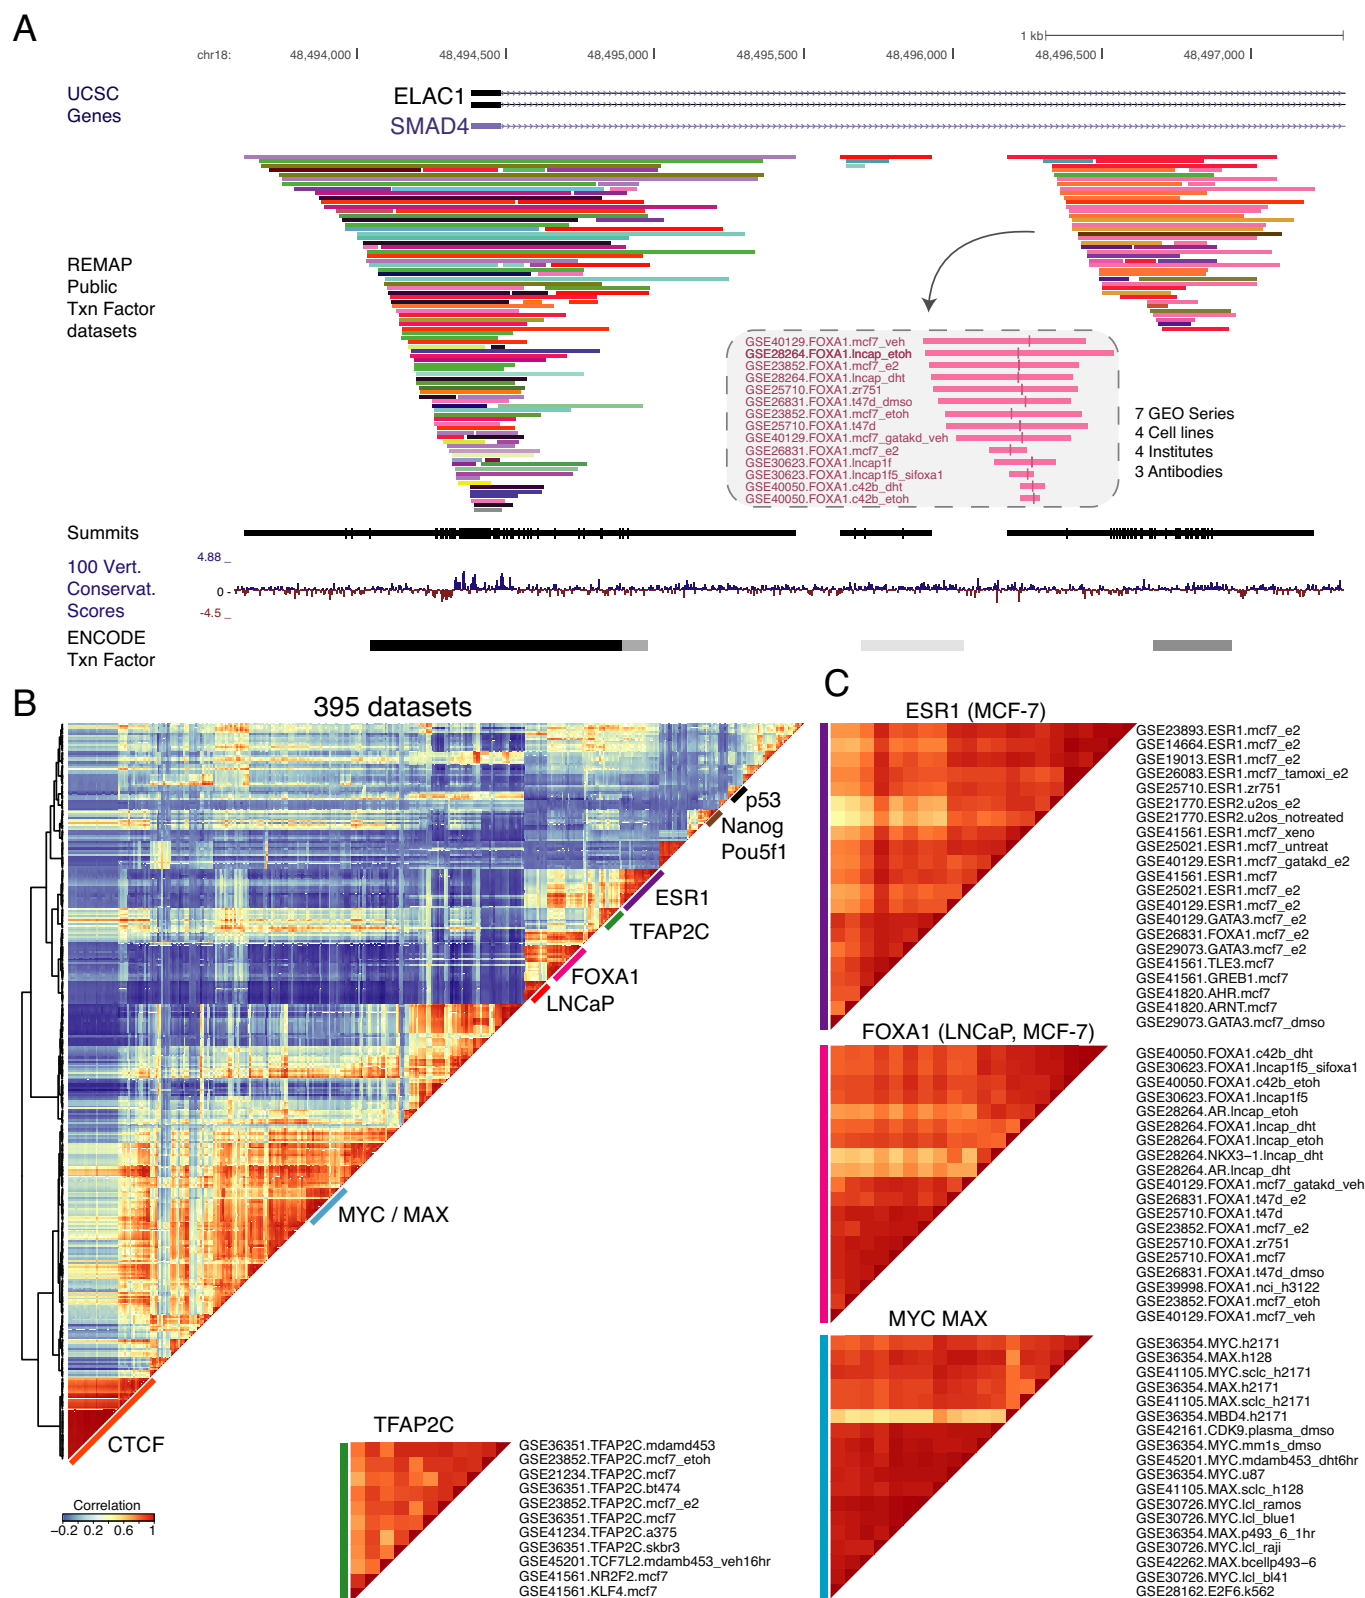 A
1 kb
chr18: 48,494,000 48,494,500 48,495,000 48,495,500 48,496,000 48,496,500 48,497,000
UCSC
Genes
ELAC1
SMAD4
REMAP
Public
Txn Factor
datasets
GSE40129.FOXA1.mcf7_veh
GSE28264.FOXA1.lncap_etoh
GSE23852.FOXA1.mcf7_e2
GSE28264.FOXA1.lncap_dht
GSE25710.FOXA1.zr751
GSE26831.FOXA1.t47d_dmso
GSE23852.FOXA1.mcf7_etoh
GSE25710.FOXA1.t47d
GSE40129.FOXA1.mcf7_gatakd_veh
GSE26831.FOXA1.mcf7_e2
GSE30623.FOXA1.lncap1f
GSE30623.FOXA1.lncap1f5_sifoxa1
GSE40050.FOXA1.c42b_dht
GSE40050.FOXA1.c42b_etoh
7 GEO Series
4 Cell lines
4 Institutes
3 Antibodies
Summits
100 Vert.
Conservat.
Scores
4.88 _
0 -
-4.5 _
ENCODE
Txn Factor
B
395 datasets
p53
Nanog
Pou5f1
ESR1
TFAP2C
FOXA1
LNCaP
MYC / MAX
CTCF
Correlation
−0.2 0.2 0.6 1
TFAP2C
GSE36351.TFAP2C.mdamd453
GSE23852.TFAP2C.mcf7_etoh
GSE21234.TFAP2C.mcf7
GSE36351.TFAP2C.bt474
GSE23852.TFAP2C.mcf7_e2
GSE36351.TFAP2C.mcf7
GSE41234.TFAP2C.a375
GSE36351.TFAP2C.skbr3
GSE45201.TCF7L2.mdamb453_veh16hr
GSE41561.NR2F2.mcf7
GSE41561.KLF4.mcf7
C
ESR1 (MCF-7)
GSE23893.ESR1.mcf7_e2
GSE14664.ESR1.mcf7_e2
GSE19013.ESR1.mcf7_e2
GSE26083.ESR1.mcf7_tamoxi_e2
GSE25710.ESR1.zr751
GSE21770.ESR2.u2os_e2
GSE21770.ESR2.u2os_notreated
GSE41561.ESR1.mcf7_xeno
GSE25021.ESR1.mcf7_untreat
GSE40129.ESR1.mcf7_gatakd_e2
GSE41561.ESR1.mcf7
GSE25021.ESR1.mcf7_e2
GSE40129.ESR1.mcf7_e2
GSE40129.GATA3.mcf7_e2
GSE26831.FOXA1.mcf7_e2
GSE29073.GATA3.mcf7_e2
GSE41561.TLE3.mcf7
GSE41561.GREB1.mcf7
GSE41820.AHR.mcf7
GSE41820.ARNT.mcf7
GSE29073.GATA3.mcf7_dmso
FOXA1 (LNCaP, MCF-7)
GSE40050.FOXA1.c42b_dht
GSE30623.FOXA1.lncap1f5_sifoxa1
GSE40050.FOXA1.c42b_etoh
GSE30623.FOXA1.lncap1f5
GSE28264.AR.lncap_etoh
GSE28264.FOXA1.lncap_dht
GSE28264.FOXA1.lncap_etoh
GSE28264.NKX3−1.lncap_dht
GSE28264.AR.lncap_dht
GSE40129.FOXA1.mcf7_gatakd_veh
GSE26831.FOXA1.t47d_e2
GSE25710.FOXA1.t47d
GSE23852.FOXA1.mcf7_e2
GSE25710.FOXA1.zr751
GSE25710.FOXA1.mcf7
GSE26831.FOXA1.t47d_dmso
GSE39998.FOXA1.nci_h3122
GSE23852.FOXA1.mcf7_etoh
GSE40129.FOXA1.mcf7_veh
MYC MAX
GSE36354.MYC.h2171
GSE36354.MAX.h128
GSE41105.MYC.sclc_h2171
GSE36354.MAX.h2171
GSE41105.MAX.sclc_h2171
GSE36354.MBD4.h2171
GSE42161.CDK9.plasma_dmso
GSE36354.MYC.mm1s_dmso
GSE45201.MYC.mdamb453_dht6hr
GSE36354.MYC.u87
GSE41105.MAX.sclc_h128
GSE30726.MYC.lcl_ramos
GSE30726.MYC.lcl_blue1
GSE36354.MAX.p493_6_1hr
GSE30726.MYC.lcl_raji
GSE42262.MAX.bcellp493−6
GSE30726.MYC.lcl_bl41
GSE28162.E2F6.k562